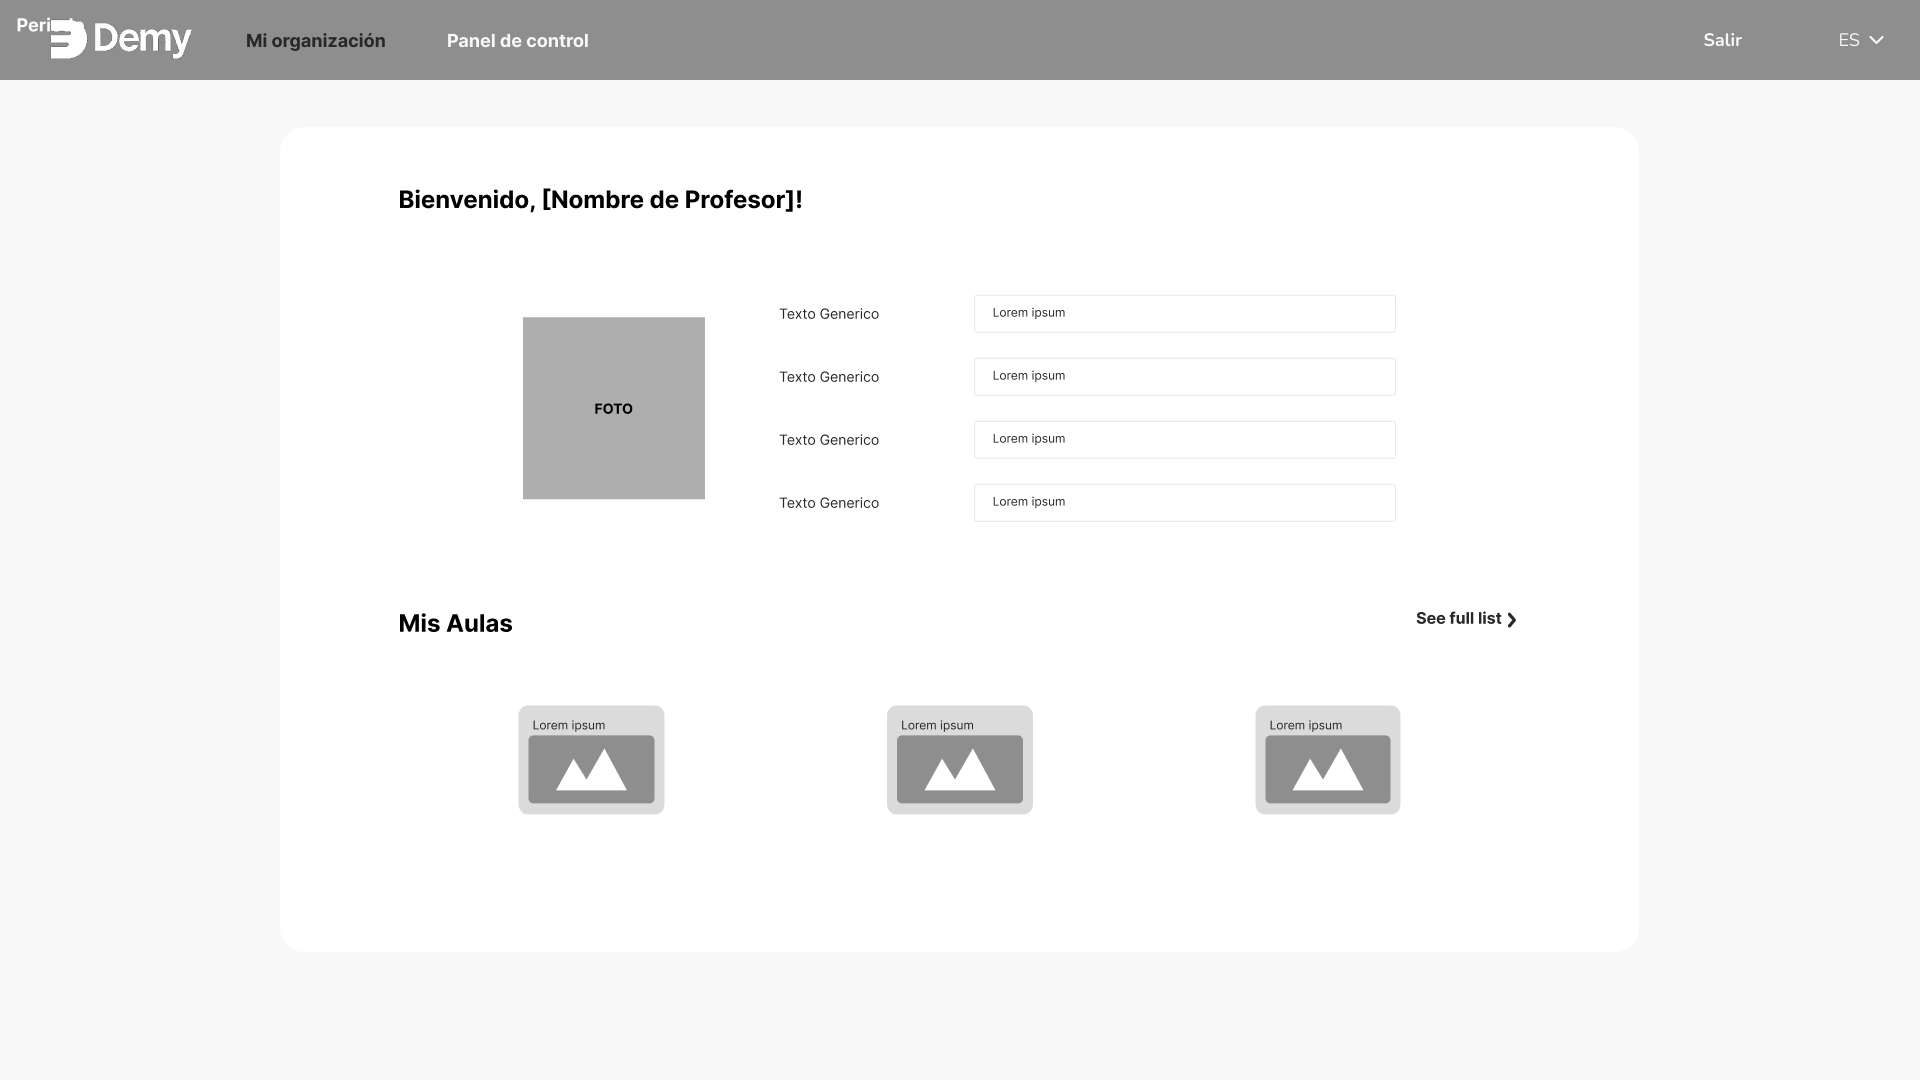 Demy
Mi organización
Panel de control
Salir
ES
Bienvenido, [Nombre de Profesor]!
FOTO
Texto Generico
Lorem ipsum
Texto Generico
Lorem ipsum
Texto Generico
Lorem ipsum
Texto Generico
Lorem ipsum
Mis Aulas
See full list
Lorem ipsum
Lorem ipsum
Lorem ipsum